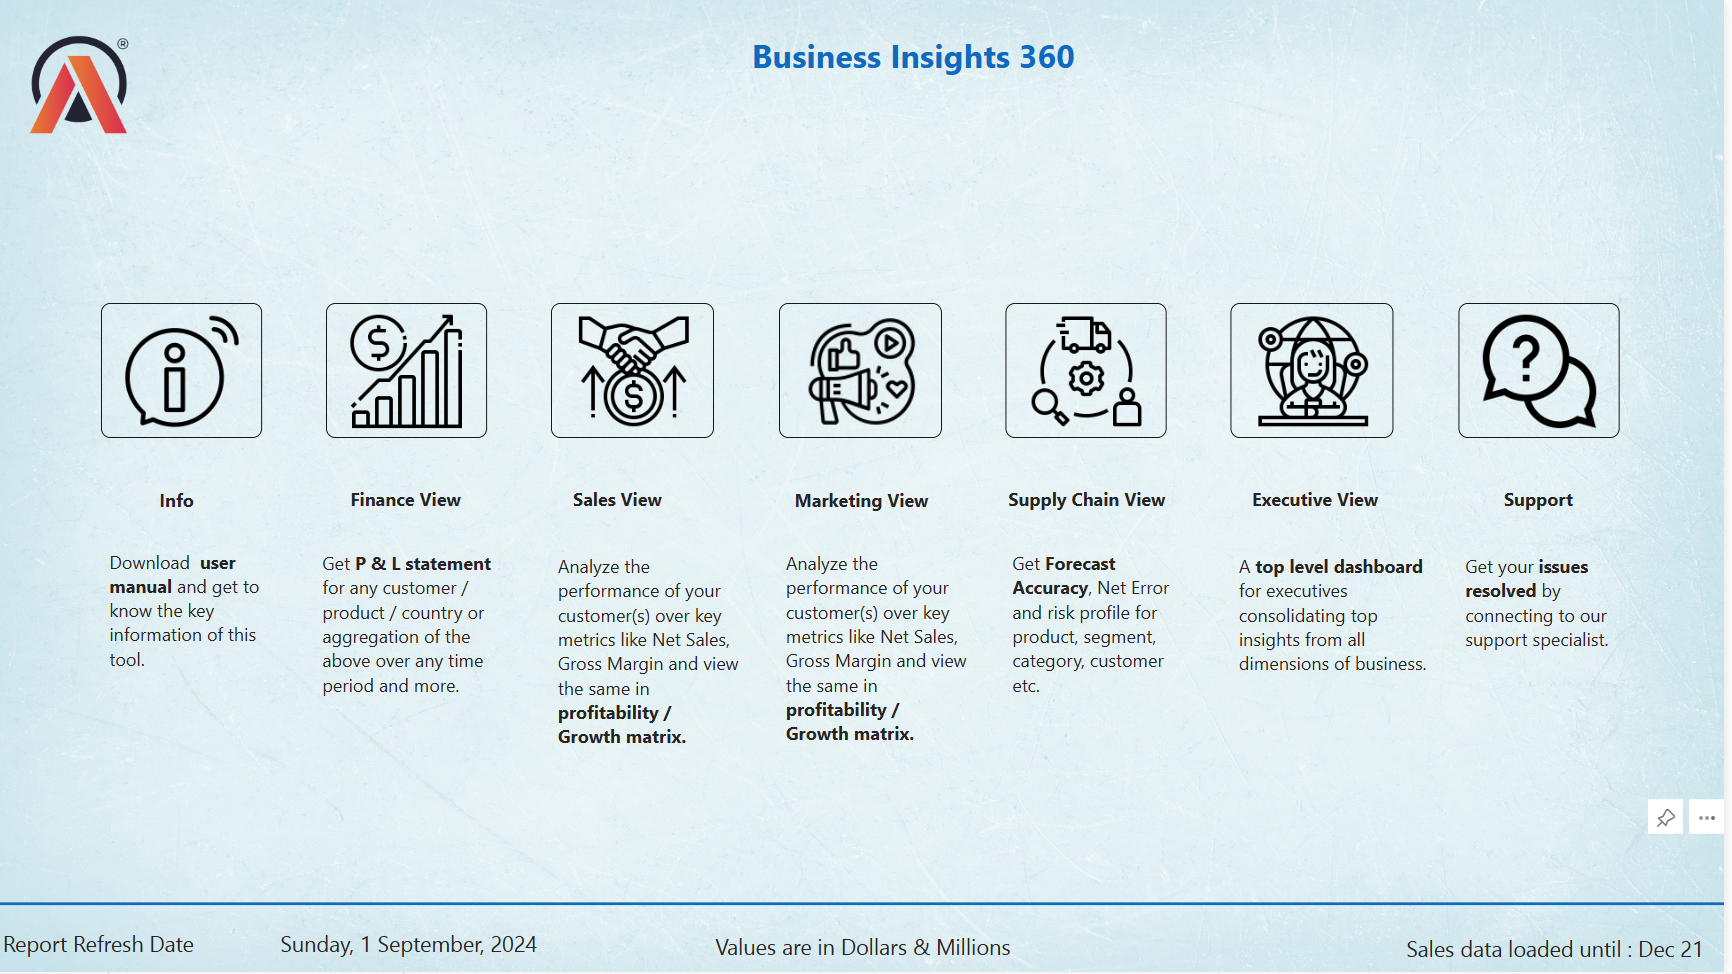 ®
Business Insights 360
Info
Download  user
manual and get to
know the key
information of this
tool.
Finance View
Get P & L statement
for any customer /
product / country or
aggregation of the
above over any time
period and more.
Sales View
Analyze the
performance of your
customer(s) over key
metrics like Net Sales,
Gross Margin and view
the same in
profitability /
Growth matrix.
Marketing View
Analyze the
performance of your
customer(s) over key
metrics like Net Sales,
Gross Margin and view
the same in
profitability /
Growth matrix.
Supply Chain View
Get Forecast
Accuracy, Net Error
and risk profile for
product, segment,
category, customer
etc.
Executive View
A top level dashboard
for executives
consolidating top
insights from all
dimensions of business.
Support
Get your issues
resolved by
connecting to our
support specialist.
Report Refresh Date
Sunday, 1 September, 2024
Values are in Dollars & Millions
Sales data loaded until : Dec 21